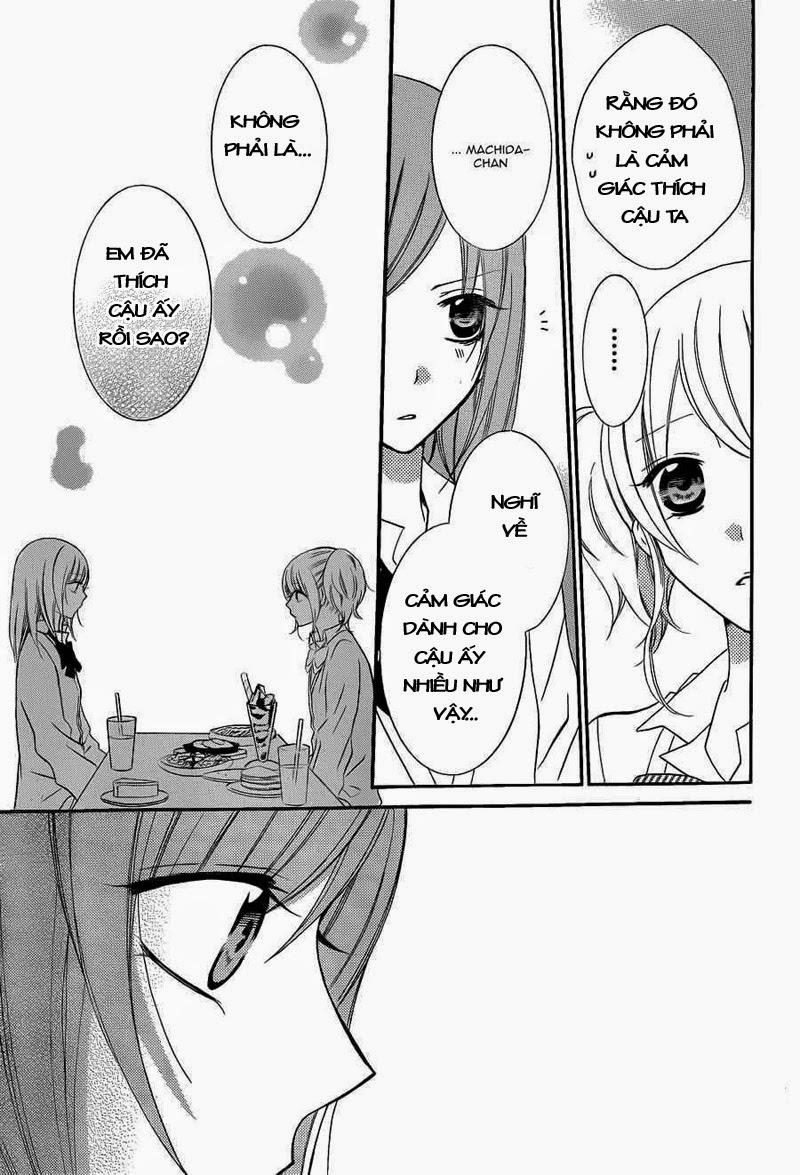 RẰNG ĐÓ
KHÔNG PHẢI
LÀ CẢM
GIÁC THÍCH
CẬU TA
......
... MACHIDA-
CHAN
NGHĨ
VỀ
CẢM GIÁC
DÀNH CHO
CẬU ẤY
NHIỀU NHƯ
VẬY...
KHÔNG
PHẢI LÀ...
EM ĐÃ
THÍCH
CẬU ẤY
RỒI SAO?